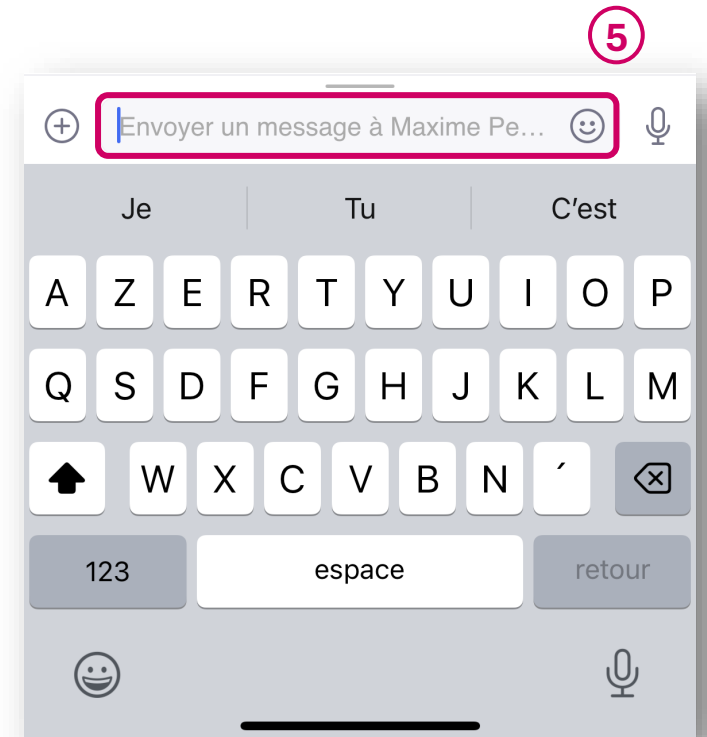 5
Envoyer un message à Maxime Pe...
Je Tu C'est
A Z E R T Y U I O P
Q S D F G H J K L M
W X C V B N ´
123 espace retour